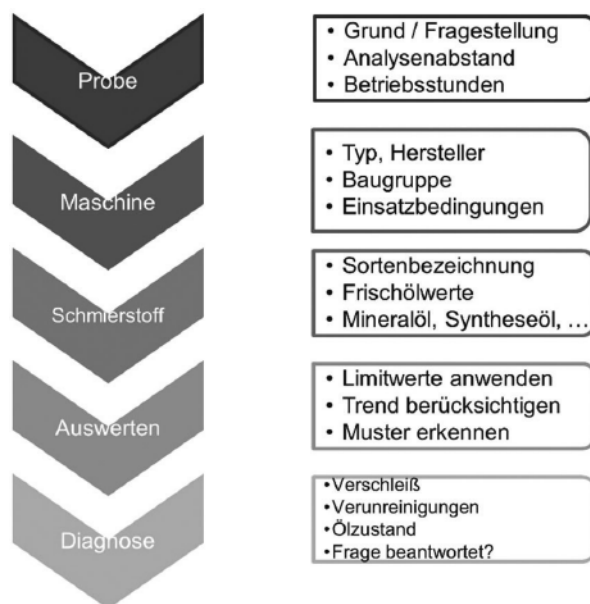 Probe
• Grund / Fragestellung
• Analysenabstand
• Betriebsstunden
Maschine
• Typ, Hersteller
• Baugruppe
• Einsatzbedingungen
Schmierstoff
• Sortenbezeichnung
• Frischölwerte
• Mineralöl, Syntheseöl, …
Auswerten
• Limitwerte anwenden
• Trend berücksichtigen
• Muster erkennen
Diagnose
•Verschleiß
•Verunreinigungen
•Ölzustand
•Frage beantwortet?